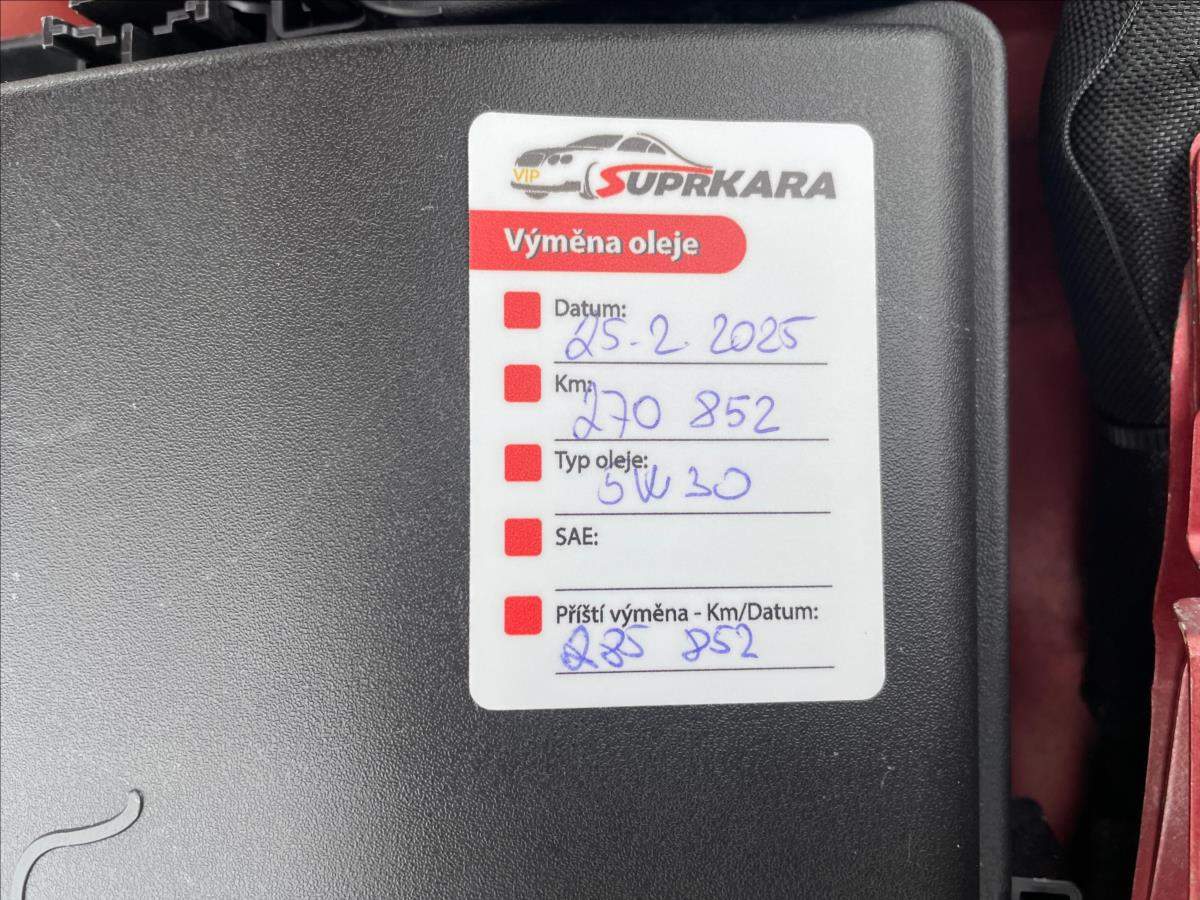 VIP
SUPRKARA
Výměna oleje
Datum:
25.2.2025
Km:
270 852
Typ oleje:
5W30
SAE:
Příští výměna - Km/Datum:
285 852